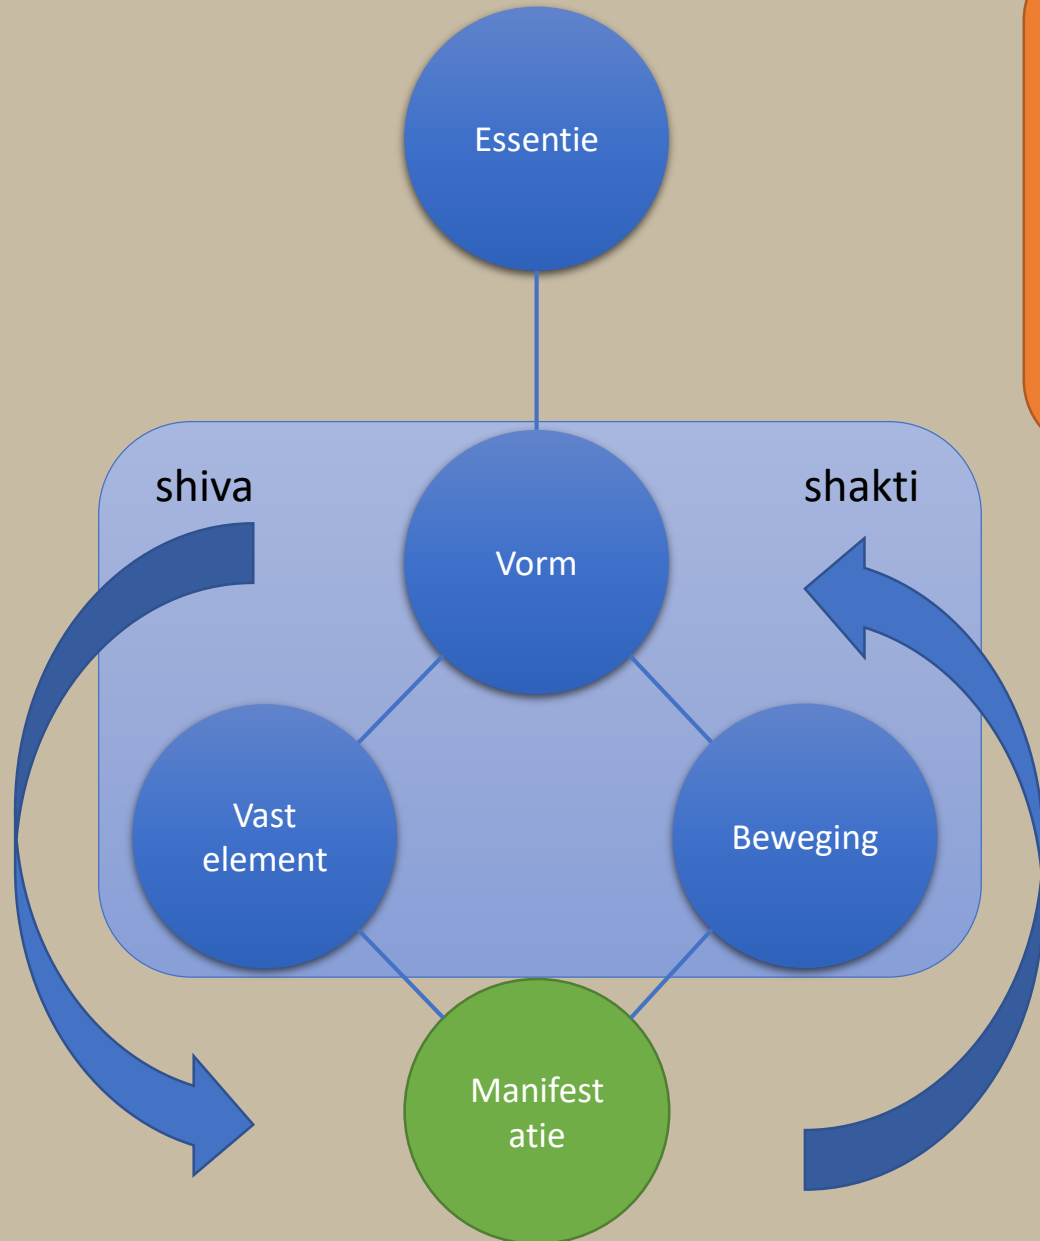 Essentie
shiva
shakti
Vorm
Vast
element
Beweging
Manifest
atie